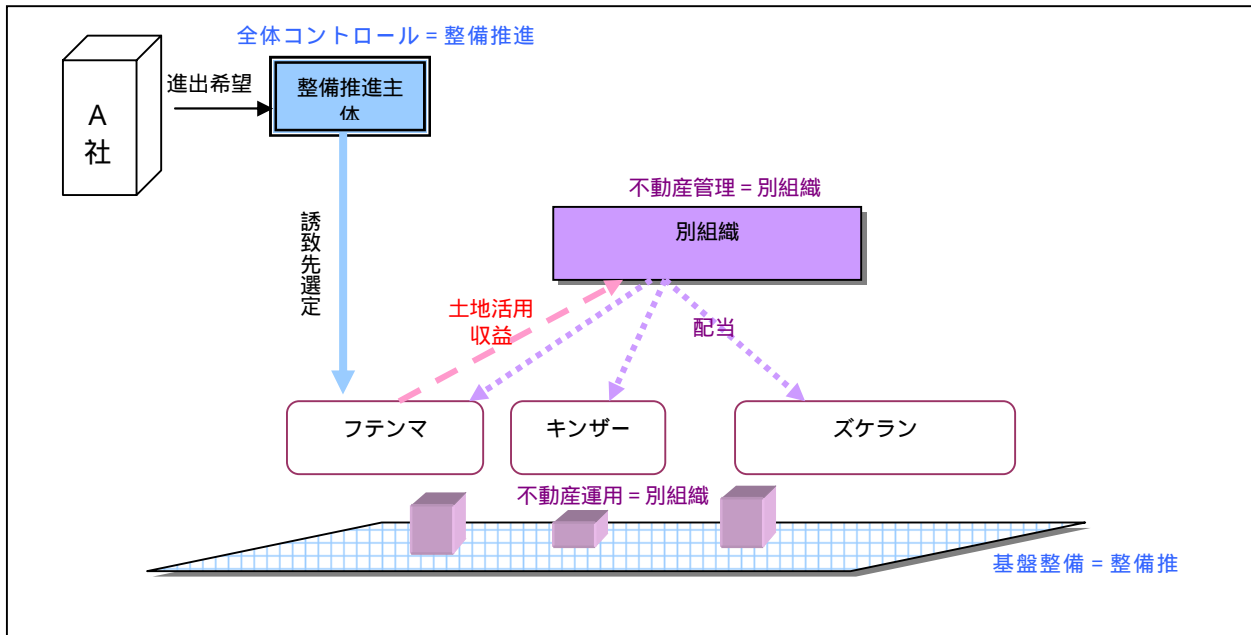 全体コントロール＝整備推進
進出希望
整備推進主
体
A
社
不動産管理＝別組織
別組織
誘致先選定
土地活用
収益
配当
フテンマ
キンザー
ズケラン
不動産運用＝別組織
基盤整備＝整備推